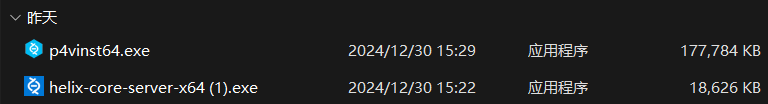 昨天
p4vinst64.exe 2024/12/30 15:29 应用程序 177,784 KB
helix-core-server-x64 (1).exe 2024/12/30 15:22 应用程序 18,626 KB